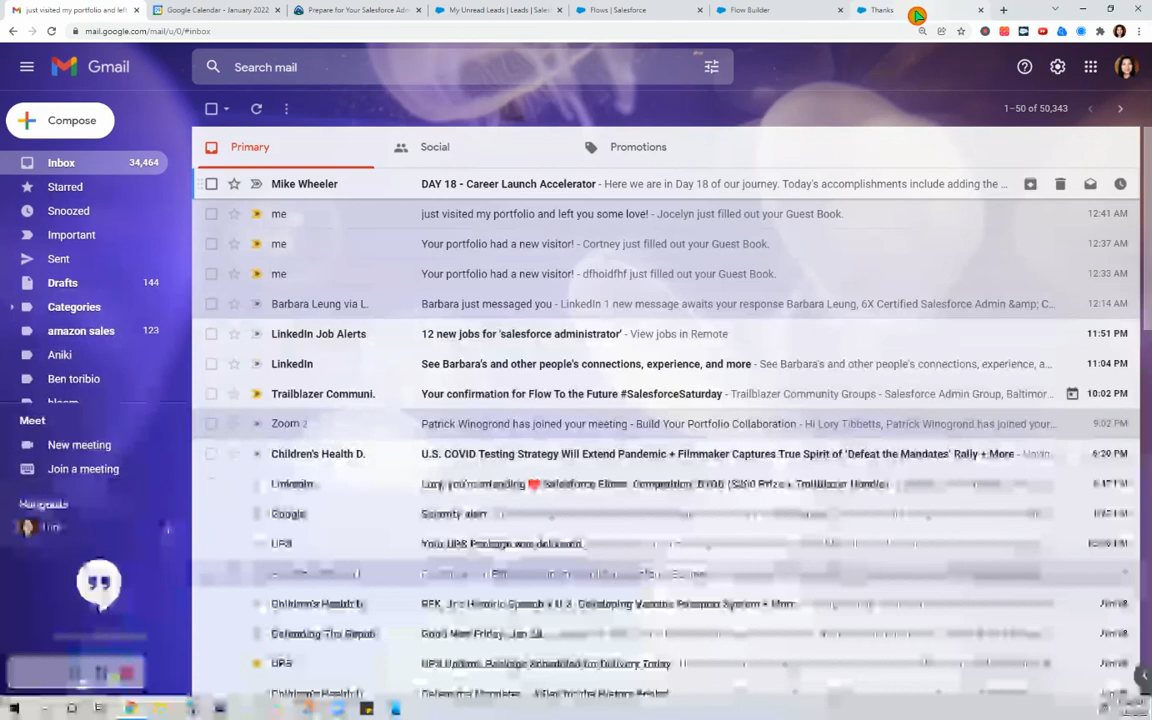 just visited my portfolio and left
Google Calendar - January 2022
Prepare for Your Salesforce Adm
My Unread Leads | Leads | Sales
Flows | Salesforce
Flow Builder
Thanks
mail.google.com/mail/u/0/#inbox
Gmail
Search mail
Compose
1–50 of 50,343
Inbox 34,464
Starred
Snoozed
Important
Sent
Drafts 144
Categories
amazon sales 123
Aniki
Ben toribio
Meet
New meeting
Join a meeting
Primary
Social
Promotions
Mike Wheeler DAY 18 - Career Launch Accelerator - Here we are in Day 18 of our journey. Today's accomplishments include adding the ...
me just visited my portfolio and left you some love! - Jocelyn just filled out your Guest Book. 12:41 AM
me Your portfolio had a new visitor! - Cortney just filled out your Guest Book. 12:37 AM
me Your portfolio had a new visitor! - dfhoidfhf just filled out your Guest Book. 12:33 AM
Barbara Leung via L. Barbara just messaged you - LinkedIn 1 new message awaits your response Barbara Leung, 6X Certified Salesforce Admin &amp; C... 12:14 AM
LinkedIn Job Alerts 12 new jobs for 'salesforce administrator' - View jobs in Remote 11:51 PM
LinkedIn See Barbara's and other people's connections, experience, and more - See Barbara's and other people's connections, experience, a... 11:04 PM
Trailblazer Communi. Your confirmation for Flow To the Future #SalesforceSaturday - Trailblazer Community Groups - Salesforce Admin Group, Baltimor... 10:02 PM
Zoom 2 Patrick Winogrond has joined your meeting - Build Your Portfolio Collaboration - Hi Lory Tibbetts, Patrick Winogrond has joined your... 9:02 PM
Children's Health D. U.S. COVID Testing Strategy Will Extend Pandemic + Filmmaker Captures True Spirit of 'Defeat the Mandates' Rally + More 6:20 PM
LinkedIn
Google Security alert
UPS Your UPS Package was delivered
Children's Health
UPS UPS Update: Package Scheduled for Delivery Today